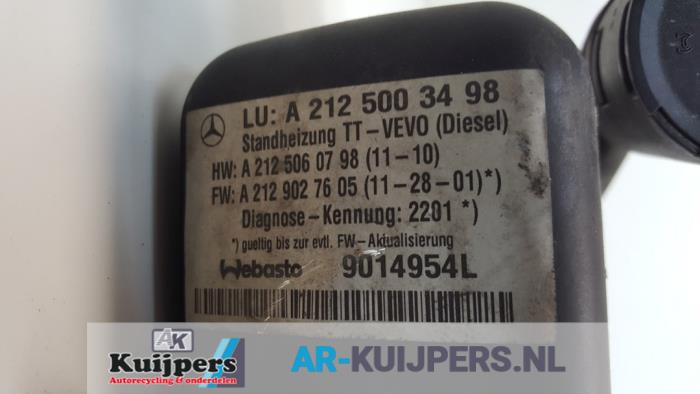 LU: A 212 500 34 98
Standheizung TT-VEVO (Diesel)
HW: A 212 506 07 98 (11-10)
FW: A 212 902 76 05 (11-28-01)*)
Diagnose-Kennung: 2201 *)
*) gueltig bis zur evtl. FW-Aktualisierung
Webasto 9014954L
AK
Kuijpers
Autorecycling & onderdelen
AR-KUIJPERS.NL